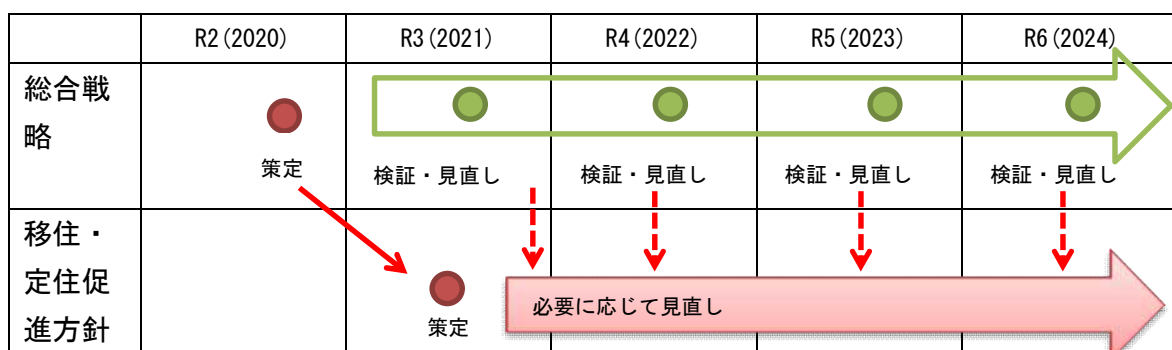 R2(2020)
R3(2021)
R4(2022)
R5(2023)
R6(2024)
総合戦
略
策定
検証・見直し
検証・見直し
検証・見直し
検証・見直し
移住・
定住促
進方針
策定
必要に応じて見直し